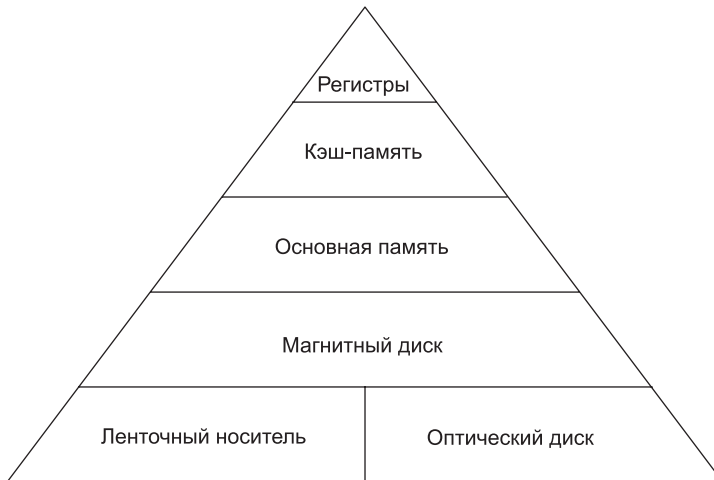 Регистры
Кэш-память
Основная память
Магнитный диск
Ленточный носитель
Оптический диск